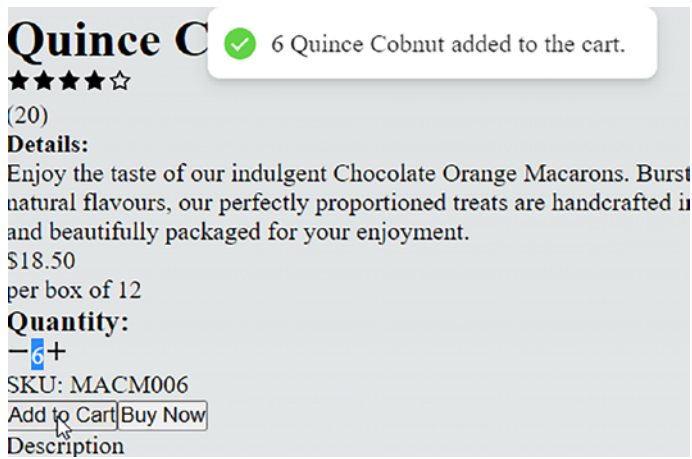 Quince C
6 Quince Cobnut added to the cart.
(20)
Details:
Enjoy the taste of our indulgent Chocolate Orange Macarons. Burst
natural flavours, our perfectly proportioned treats are handcrafted in
and beautifully packaged for your enjoyment.
$18.50
per box of 12
Quantity:
−6+
SKU: MACM006
Add to Cart Buy Now
Description